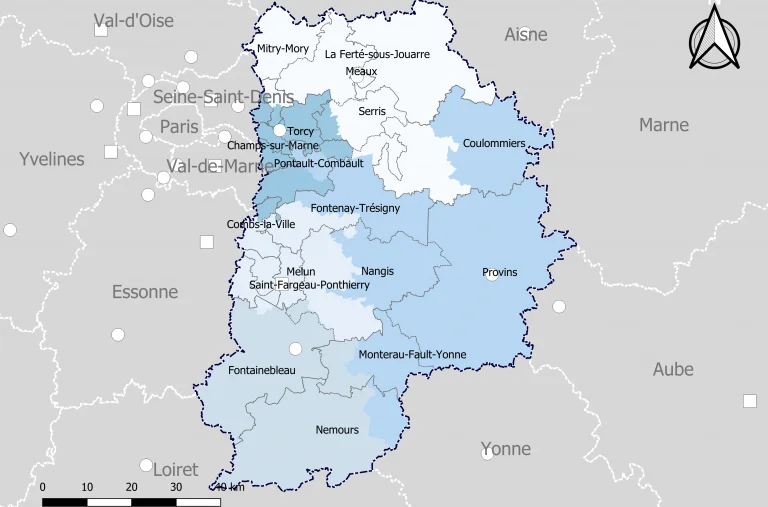 Val-d'Oise
Aisne
Mitry-Mory
La Ferté-sous-Jouarre
Meaux
Seine-Saint-Denis
Serris
Paris
Torcy
Marne
Champs-sur-Marne
Coulommiers
Yvelines
Val-de-Marne
Pontault-Combault
Fontenay-Trésigny
Combs-la-Ville
Melun
Nangis
Provins
Saint-Fargeau-Ponthierry
Essonne
Monterau-Fault-Yonne
Fontainebleau
Aube
Nemours
Yonne
Loiret
0 10 20 30 40 km